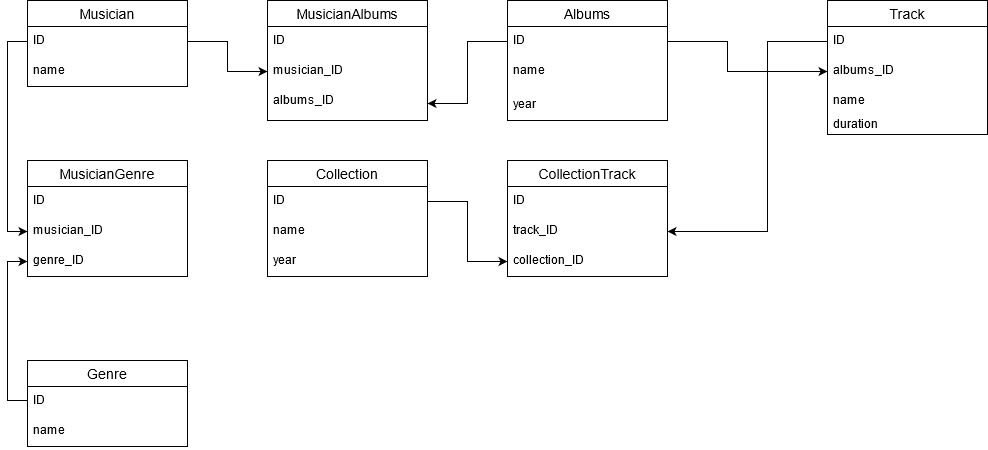 Musician
ID
name
MusicianAlbums
ID
musician_ID
albums_ID
Albums
ID
name
year
Track
ID
albums_ID
name
duration
MusicianGenre
ID
musician_ID
genre_ID
Collection
ID
name
year
CollectionTrack
ID
track_ID
collection_ID
Genre
ID
name